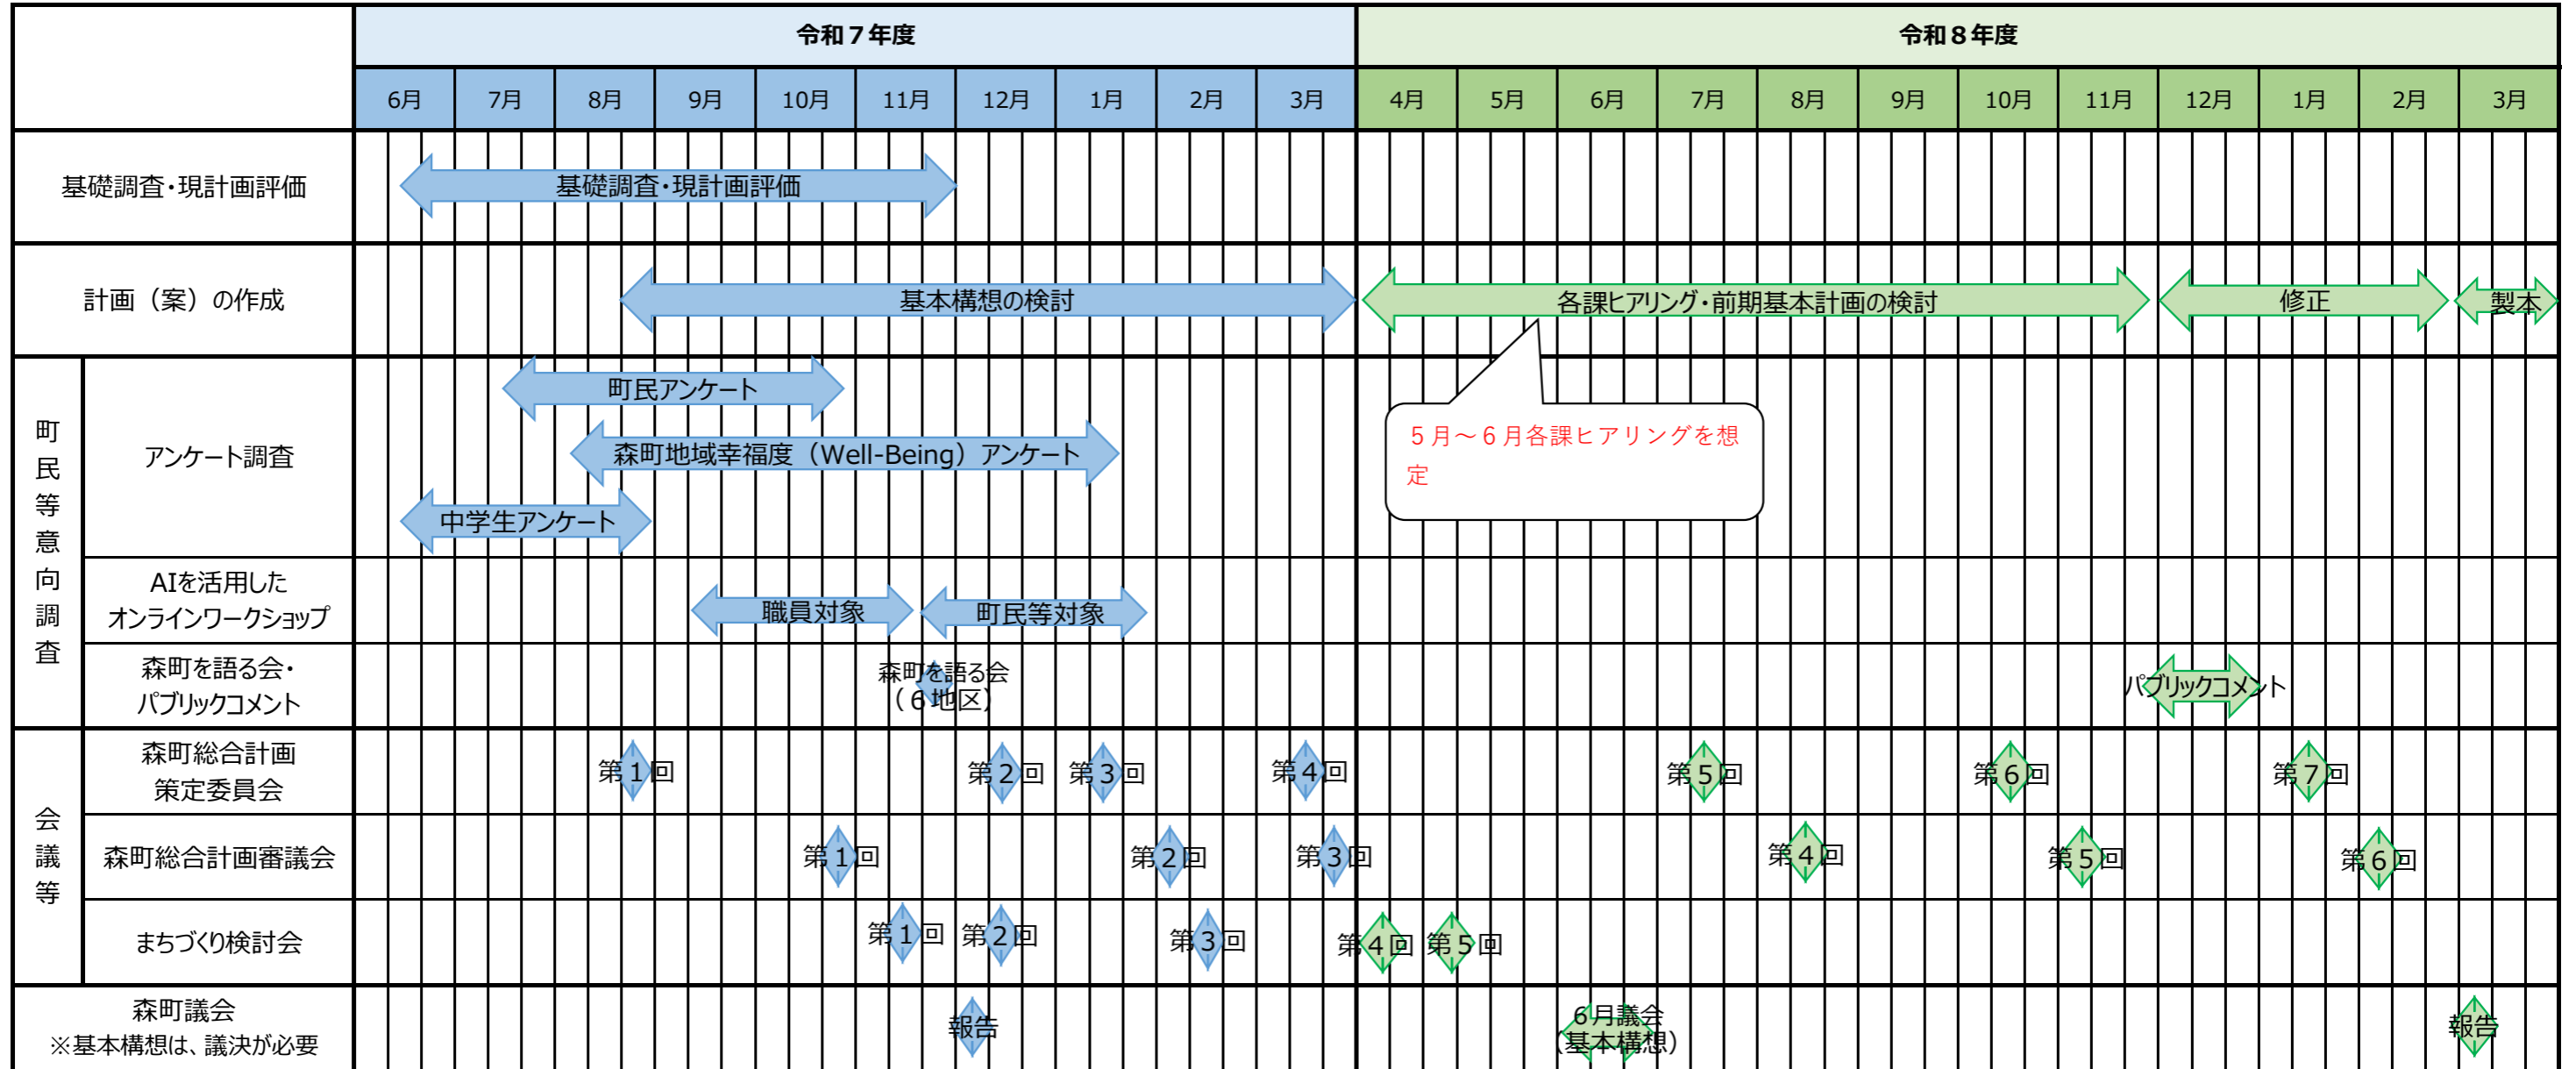 令和７年度
令和８年度
6月 7月 8月 9月 10月 11月 12月 1月 2月 3月 4月 5月 6月 7月 8月 9月 10月 11月 12月 1月 2月 3月
基礎調査・現計画評価
基礎調査・現計画評価
計画（案）の作成
基本構想の検討
各課ヒアリング・前期基本計画の検討
修正
製本
町民等意向調査
アンケート調査
町民アンケート
森町地域幸福度（Well-Being）アンケート
中学生アンケート
５月～６月各課ヒアリングを想
定
AIを活用した
オンラインワークショップ
職員対象
町民等対象
森町を語る会・
パブリックコメント
森町を語る会
（６地区）
パブリックコメント
会議等
森町総合計画
策定委員会
第１回 第２回 第３回 第４回 第５回 第６回 第７回
森町総合計画審議会
第１回 第２回 第３回 第４回 第５回 第６回
まちづくり検討会
第１回 第２回 第３回 第４回 第５回
森町議会
※基本構想は、議決が必要
報告
６月議会
（基本構想）
報告